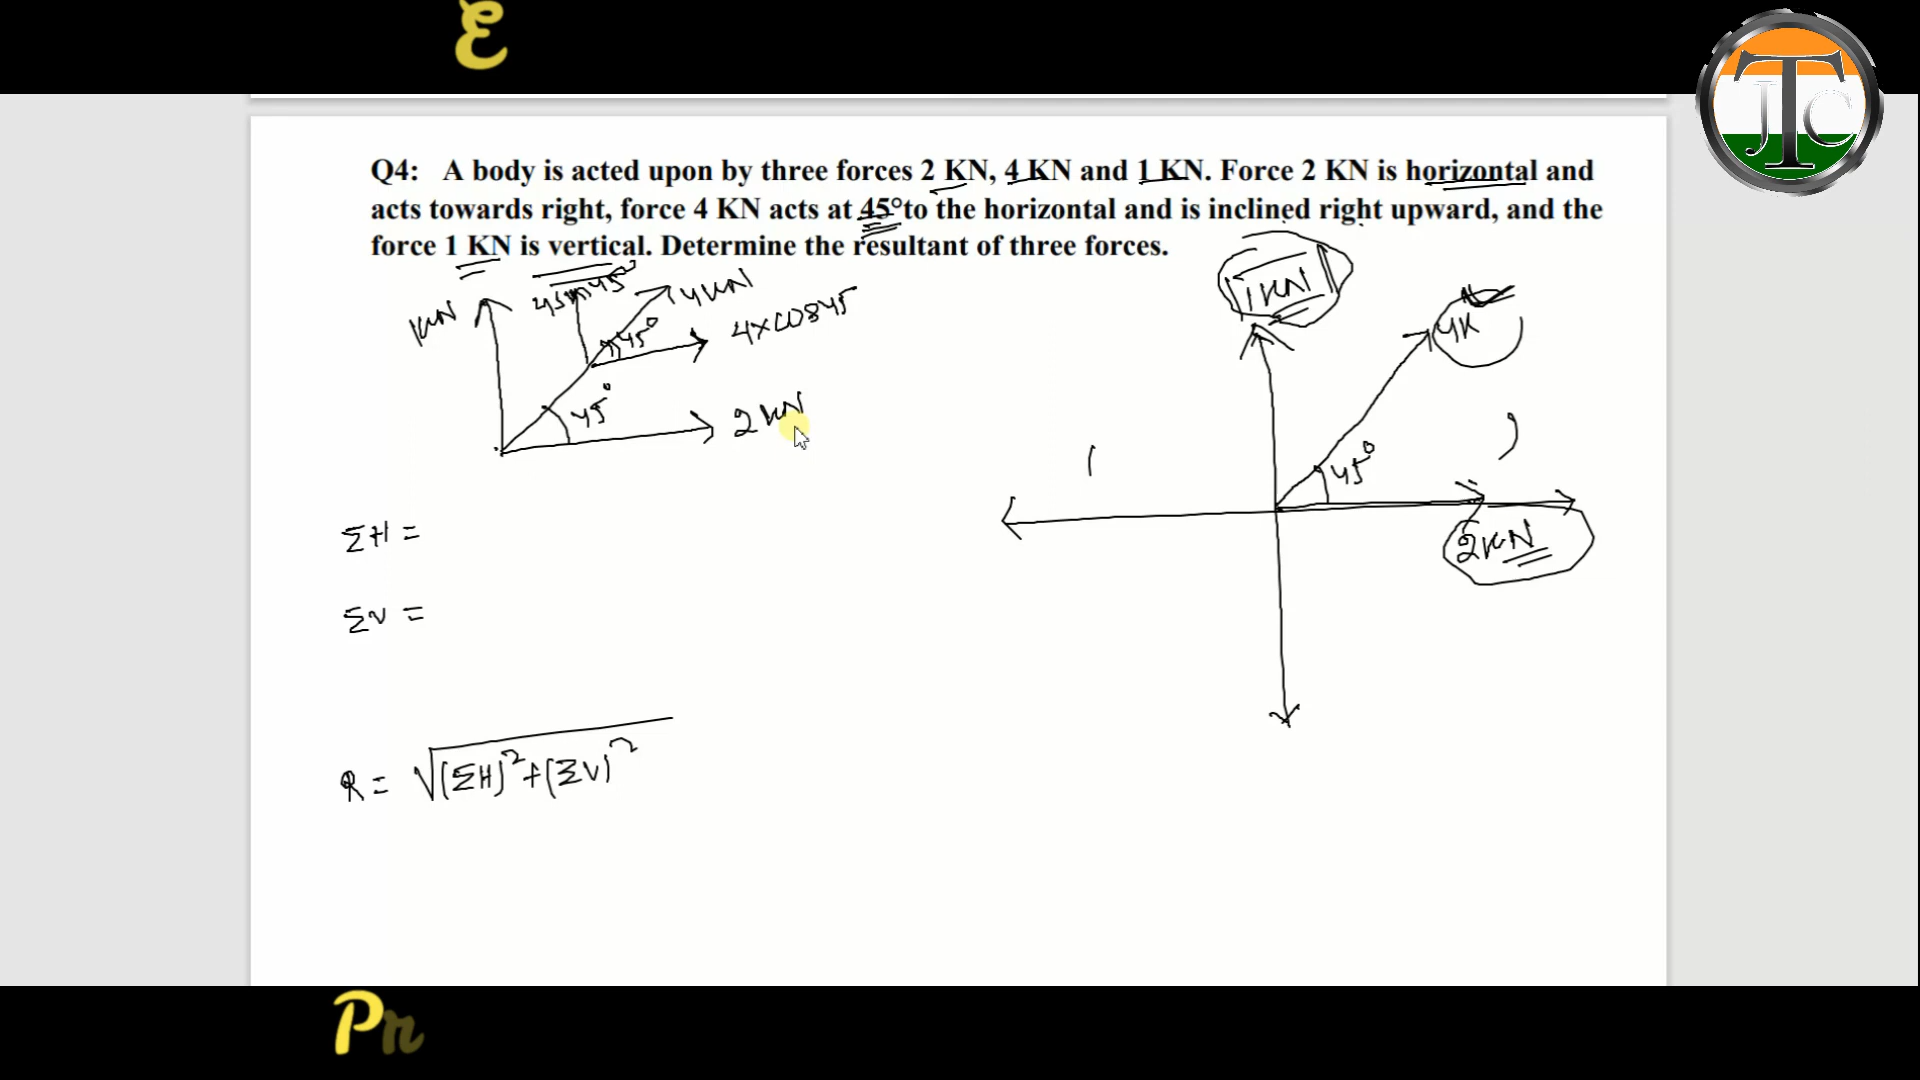 E
JTC
Q4: A body is acted upon by three forces 2 KN, 4 KN and 1 KN. Force 2 KN is horizontal and
acts towards right, force 4 KN acts at 45°to the horizontal and is inclined right upward, and the
force 1 KN is vertical. Determine the resultant of three forces.
1KN
4sin45°
4KN
45°
4×cos45
45°
2KN
1KN
4K
45°
2KN
ΣH =
ΣV =
R = √(ΣH)²+(ΣV)²
Pr